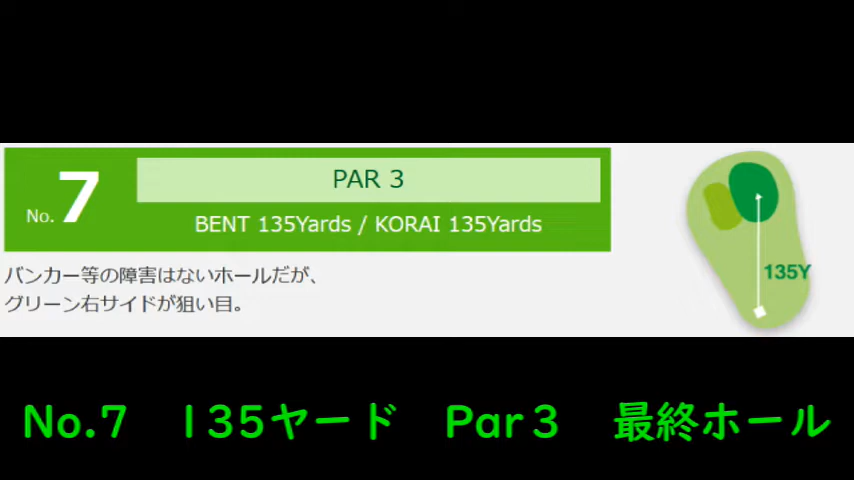 No. 7
PAR 3
BENT 135Yards / KORAI 135Yards
バンカー等の障害はないホールだが、
グリーン右サイドが狙い目。
135Y
No.7　135ヤード　Par3　最終ホール